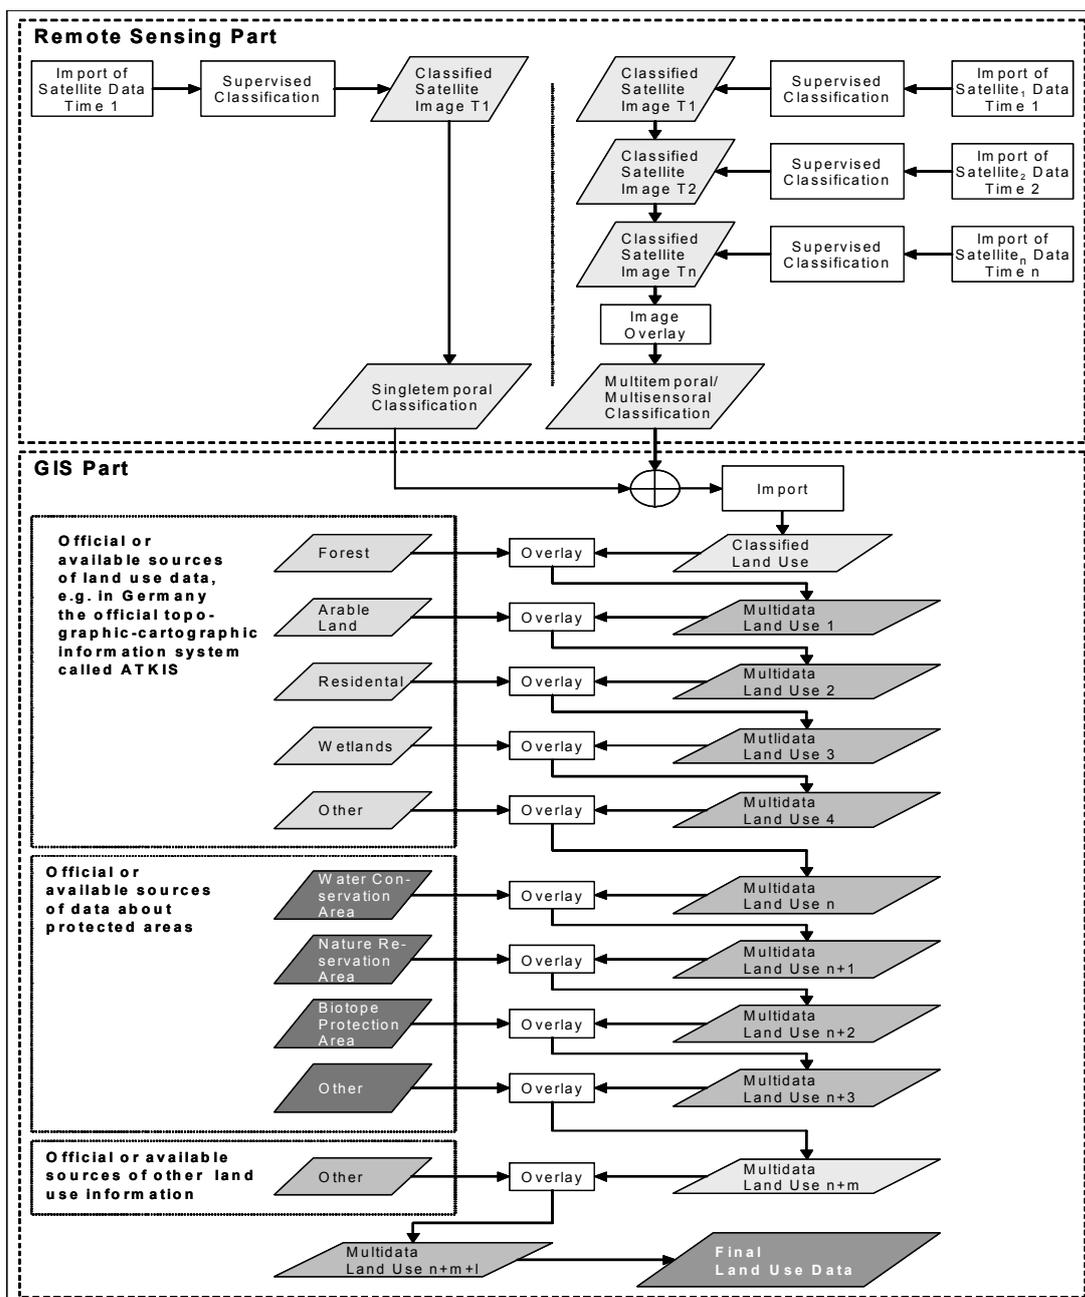 Remote Sensing Part
Import of
Satellite Data
Time 1
Supervised
Classification
Classified
Satellite
Image T1
Classified
Satellite
Image T1
Supervised
Classification
Import of
Satellite₁ Data
Time 1
Classified
Satellite
Image T2
Supervised
Classification
Import of
Satellite₂ Data
Time 2
Classified
Satellite
Image Tn
Supervised
Classification
Import of
Satelliteₙ Data
Time n
Image
Overlay
Singletemporal
Classification
Multitemporal/
Multisensoral
Classification
GIS Part
Import
Official or
available sources
of land use data,
e.g. in Germany
the official topo-
graphic-cartographic
information system
called ATKIS
Forest
Overlay
Classified
Land Use
Arable
Land
Overlay
Multidata
Land Use 1
Residental
Overlay
Multidata
Land Use 2
Wetlands
Overlay
Mutlidata
Land Use 3
Other
Overlay
Multidata
Land Use 4
Official or
available sources
of data about
protected areas
Water Con-
servation
Area
Overlay
Multidata
Land Use n
Nature Re-
servation
Area
Overlay
Multidata
Land Use n+1
Biotope
Protection
Area
Overlay
Multidata
Land Use n+2
Other
Overlay
Multidata
Land Use n+3
Official or available
sources of other land
use information
Other
Overlay
Multidata
Land Use n+m
Multidata
Land Use n+m+l
Final
Land Use Data